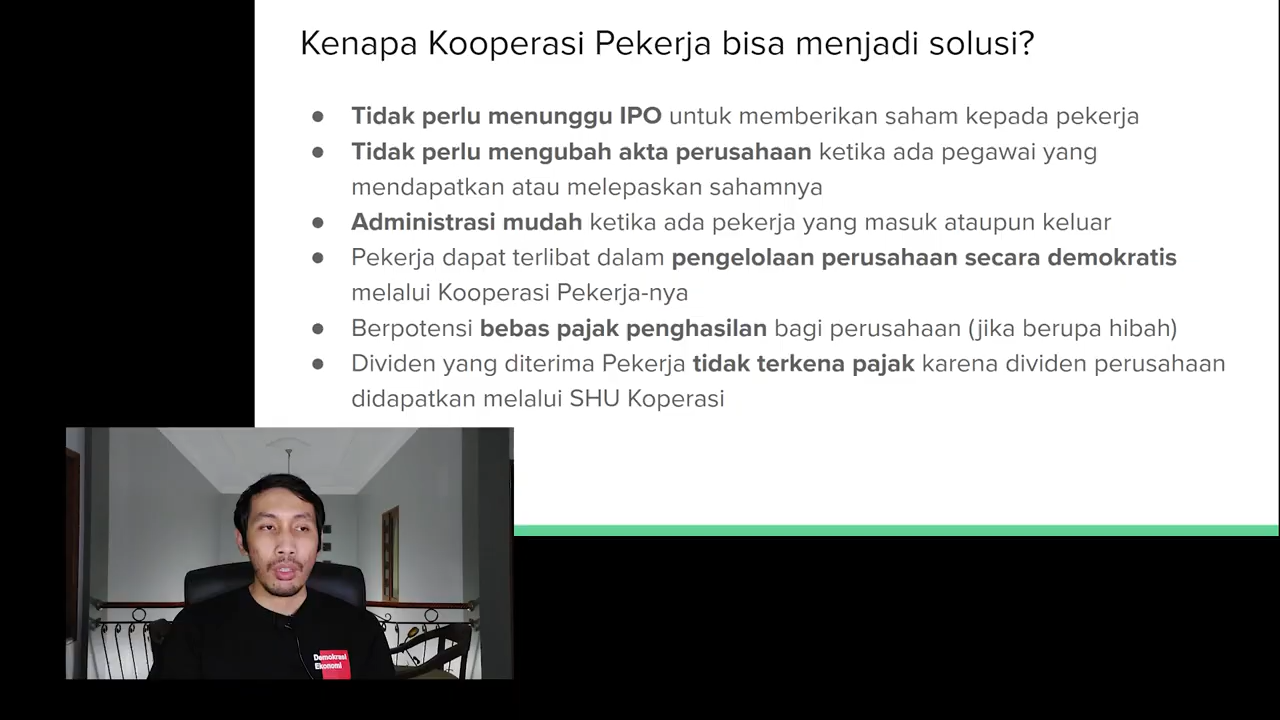 Kenapa Kooperasi Pekerja bisa menjadi solusi?
● Tidak perlu menunggu IPO untuk memberikan saham kepada pekerja
● Tidak perlu mengubah akta perusahaan ketika ada pegawai yang
mendapatkan atau melepaskan sahamnya
● Administrasi mudah ketika ada pekerja yang masuk ataupun keluar
● Pekerja dapat terlibat dalam pengelolaan perusahaan secara demokratis
melalui Kooperasi Pekerja-nya
● Berpotensi bebas pajak penghasilan bagi perusahaan (jika berupa hibah)
● Dividen yang diterima Pekerja tidak terkena pajak karena dividen perusahaan
didapatkan melalui SHU Koperasi
Demokrasi
Ekonomi